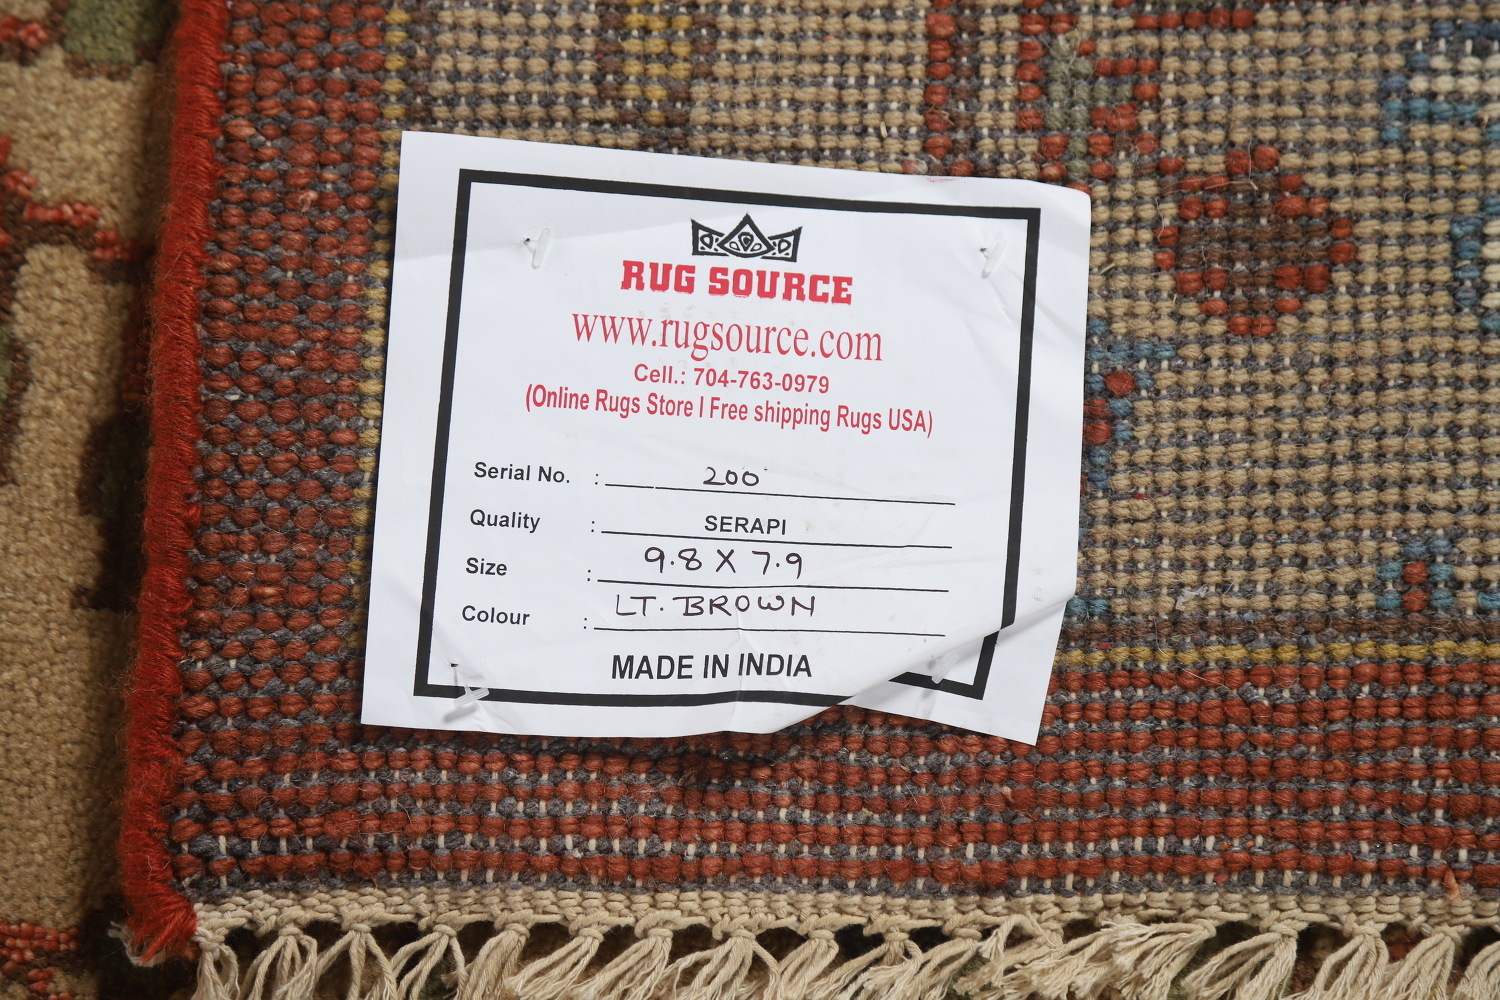 RUG SOURCE
www.rugsource.com
Cell.: 704-763-0979
(Online Rugs Store I Free shipping Rugs USA)
Serial No. : 200
Quality : SERAPI
Size : 9.8 X 7.9
Colour : LT. BROWN
MADE IN INDIA